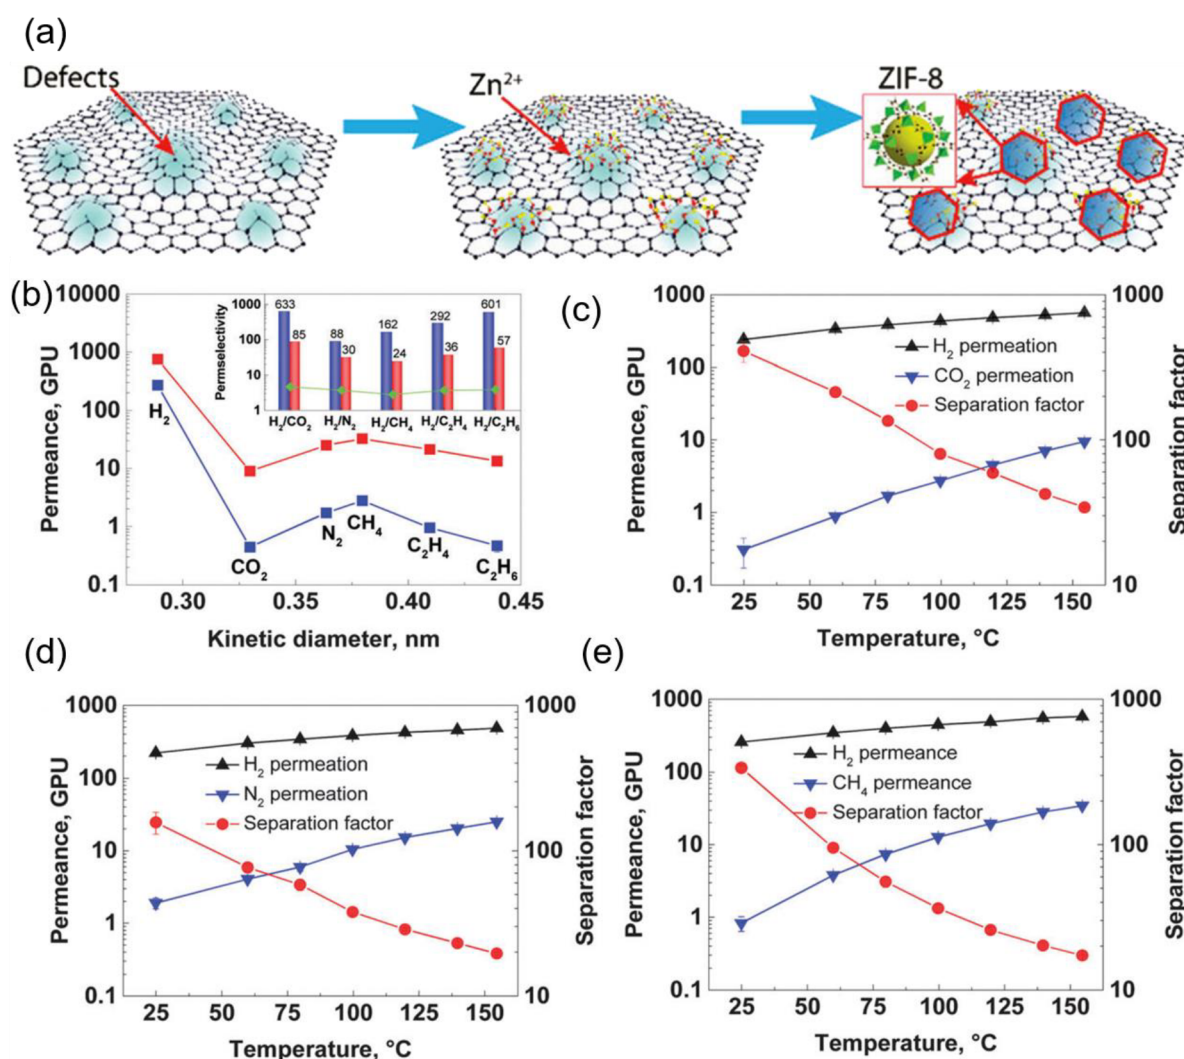 (a)
Defects
Zn2+
ZIF-8
(b)
Permeance, GPU
10000
1000
100
10
1
0.1
0.30 0.35 0.40 0.45
Kinetic diameter, nm
H2
CO2
N2
CH4
C2H4
C2H6
Permselectivity
1000
100
10
1
633 85 88 30 162 24 292 36 601 57
H2/CO2 H2/N2 H2/CH4 H2/C2H4 H2/C2H6
(c)
Permeance, GPU
1000
100
10
1
0.1
H2 permeation
CO2 permeation
Separation factor
1000
100
10
Separation factor
25 50 75 100 125 150
Temperature, °C
(d)
Permeance, GPU
1000
100
10
1
0.1
H2 permeation
N2 permeation
Separation factor
1000
100
10
Separation factor
25 50 75 100 125 150
Temperature, °C
(e)
Permeance, GPU
1000
100
10
1
0.1
H2 permeance
CH4 permeance
Separation factor
1000
100
10
Separation factor
25 50 75 100 125 150
Temperature, °C